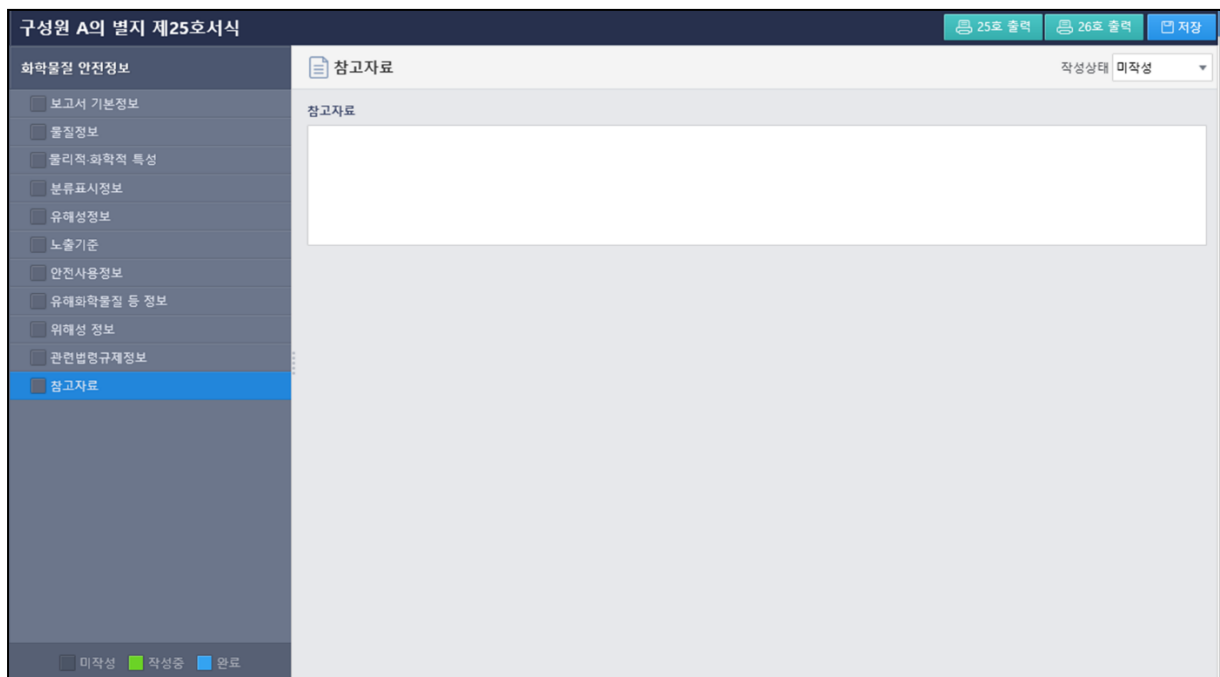 구성원 A의 별지 제25호서식
25호 출력
26호 출력
저장
화학물질 안전정보
참고자료
작성상태 미작성
보고서 기본정보
물질정보
물리적·화학적 특성
분류표시정보
유해성정보
노출기준
안전사용정보
유해화학물질 등 정보
위해성 정보
관련법령규제정보
참고자료
참고자료
미작성 작성중 완료